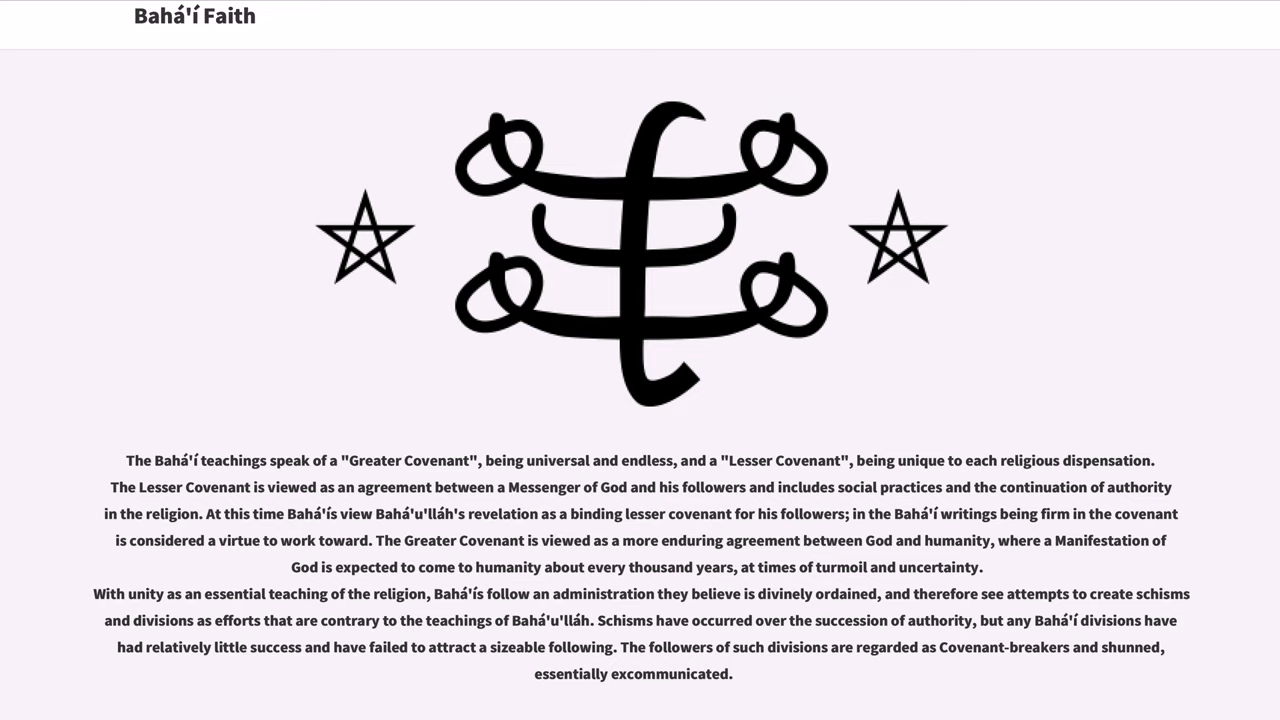 Bahá'í Faith
The Bahá'í teachings speak of a "Greater Covenant", being universal and endless, and a "Lesser Covenant", being unique to each religious dispensation.
The Lesser Covenant is viewed as an agreement between a Messenger of God and his followers and includes social practices and the continuation of authority
in the religion. At this time Bahá'ís view Bahá'u'lláh's revelation as a binding lesser covenant for his followers; in the Bahá'í writings being firm in the covenant
is considered a virtue to work toward. The Greater Covenant is viewed as a more enduring agreement between God and humanity, where a Manifestation of
God is expected to come to humanity about every thousand years, at times of turmoil and uncertainty.
With unity as an essential teaching of the religion, Bahá'ís follow an administration they believe is divinely ordained, and therefore see attempts to create schisms
and divisions as efforts that are contrary to the teachings of Bahá'u'lláh. Schisms have occurred over the succession of authority, but any Bahá'í divisions have
had relatively little success and have failed to attract a sizeable following. The followers of such divisions are regarded as Covenant-breakers and shunned,
essentially excommunicated.